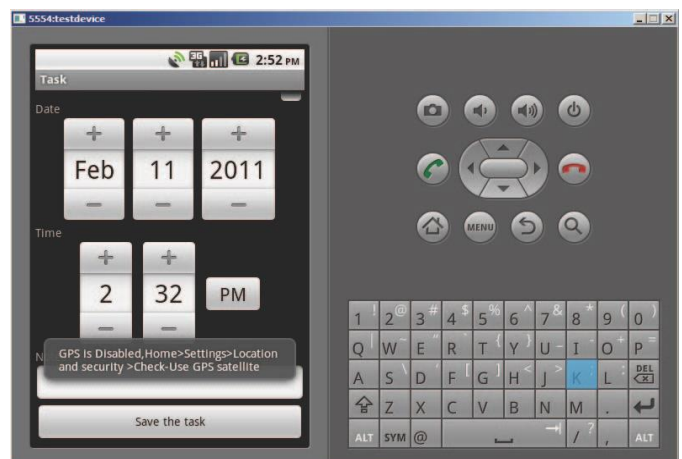 5554:testdevice
3G
2:52 PM
Task
Date
+ + +
Feb 11 2011
− − −
Time
+ +
2 32 PM
− −
GPS is Disabled,Home>Settings>Location
and security >Check-Use GPS satellite
Save the task
MENU
1 ! 2 @ 3 # 4 $ 5 % 6 ^ 7 & 8 * 9 ( 0 )
Q | W ~ E " R ` T { Y } U _ I - O + P =
A S \ D ' F [ G ] H < J > K ; L : DEL
Z X C V B N M .
ALT SYM @ / ? , ALT